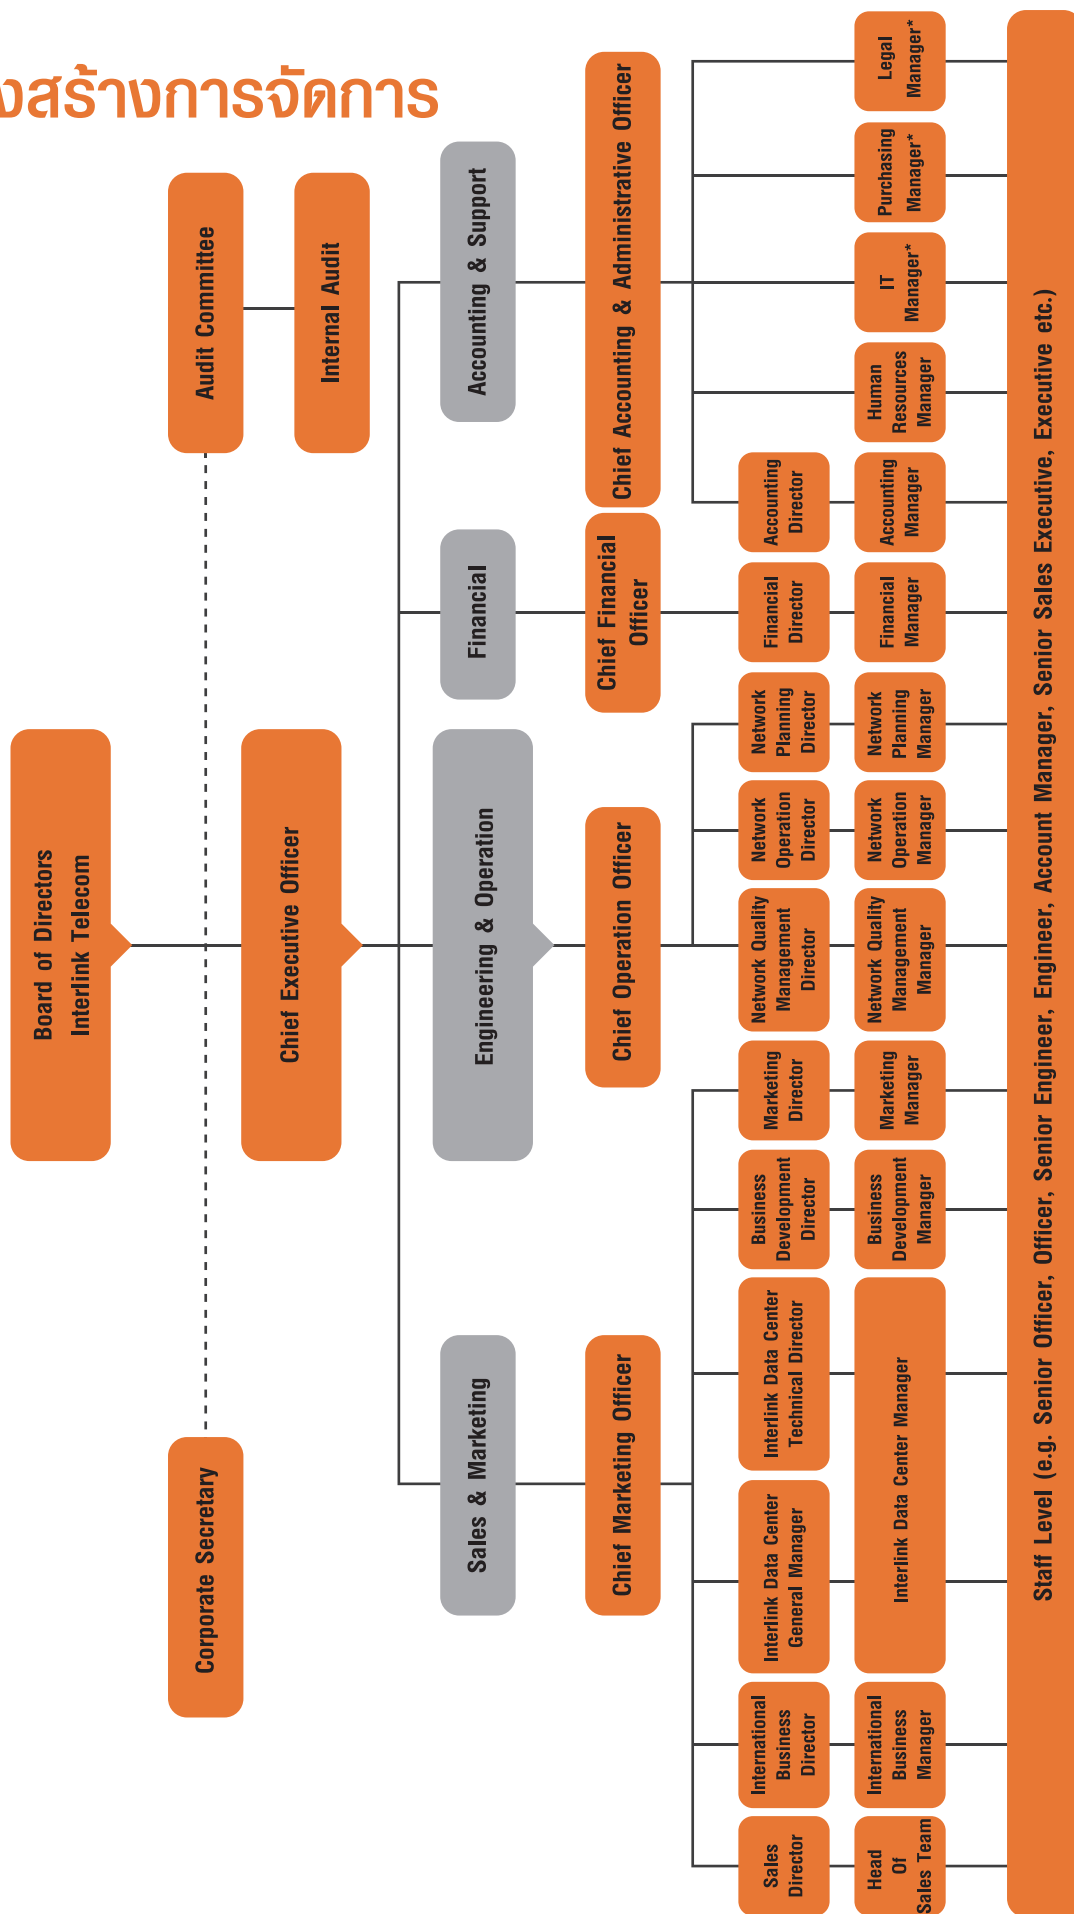 งสร้างการจัดการ
Board of Directors
Interlink Telecom
Corporate Secretary
Audit Committee
Internal Audit
Chief Executive Officer
Sales & Marketing
Engineering & Operation
Financial
Accounting & Support
Chief Marketing Officer
Chief Operation Officer
Chief Financial
Officer
Chief Accounting & Administrative Officer
Sales
Director
International
Business
Director
Interlink Data Center
General Manager
Interlink Data Center
Technical Director
Business
Development
Director
Marketing
Director
Network Quality
Management
Director
Network
Operation
Director
Network
Planning
Director
Financial
Director
Accounting
Director
Head
Of
Sales Team
International
Business
Manager
Interlink Data Center Manager
Business
Development
Manager
Marketing
Manager
Network Quality
Management
Manager
Network
Operation
Manager
Network
Planning
Manager
Financial
Manager
Accounting
Manager
Human
Resources
Manager
IT
Manager*
Purchasing
Manager*
Legal
Manager*
Staff Level (e.g. Senior Officer, Officer, Senior Engineer, Engineer, Account Manager, Senior Sales Executive, Executive etc.)